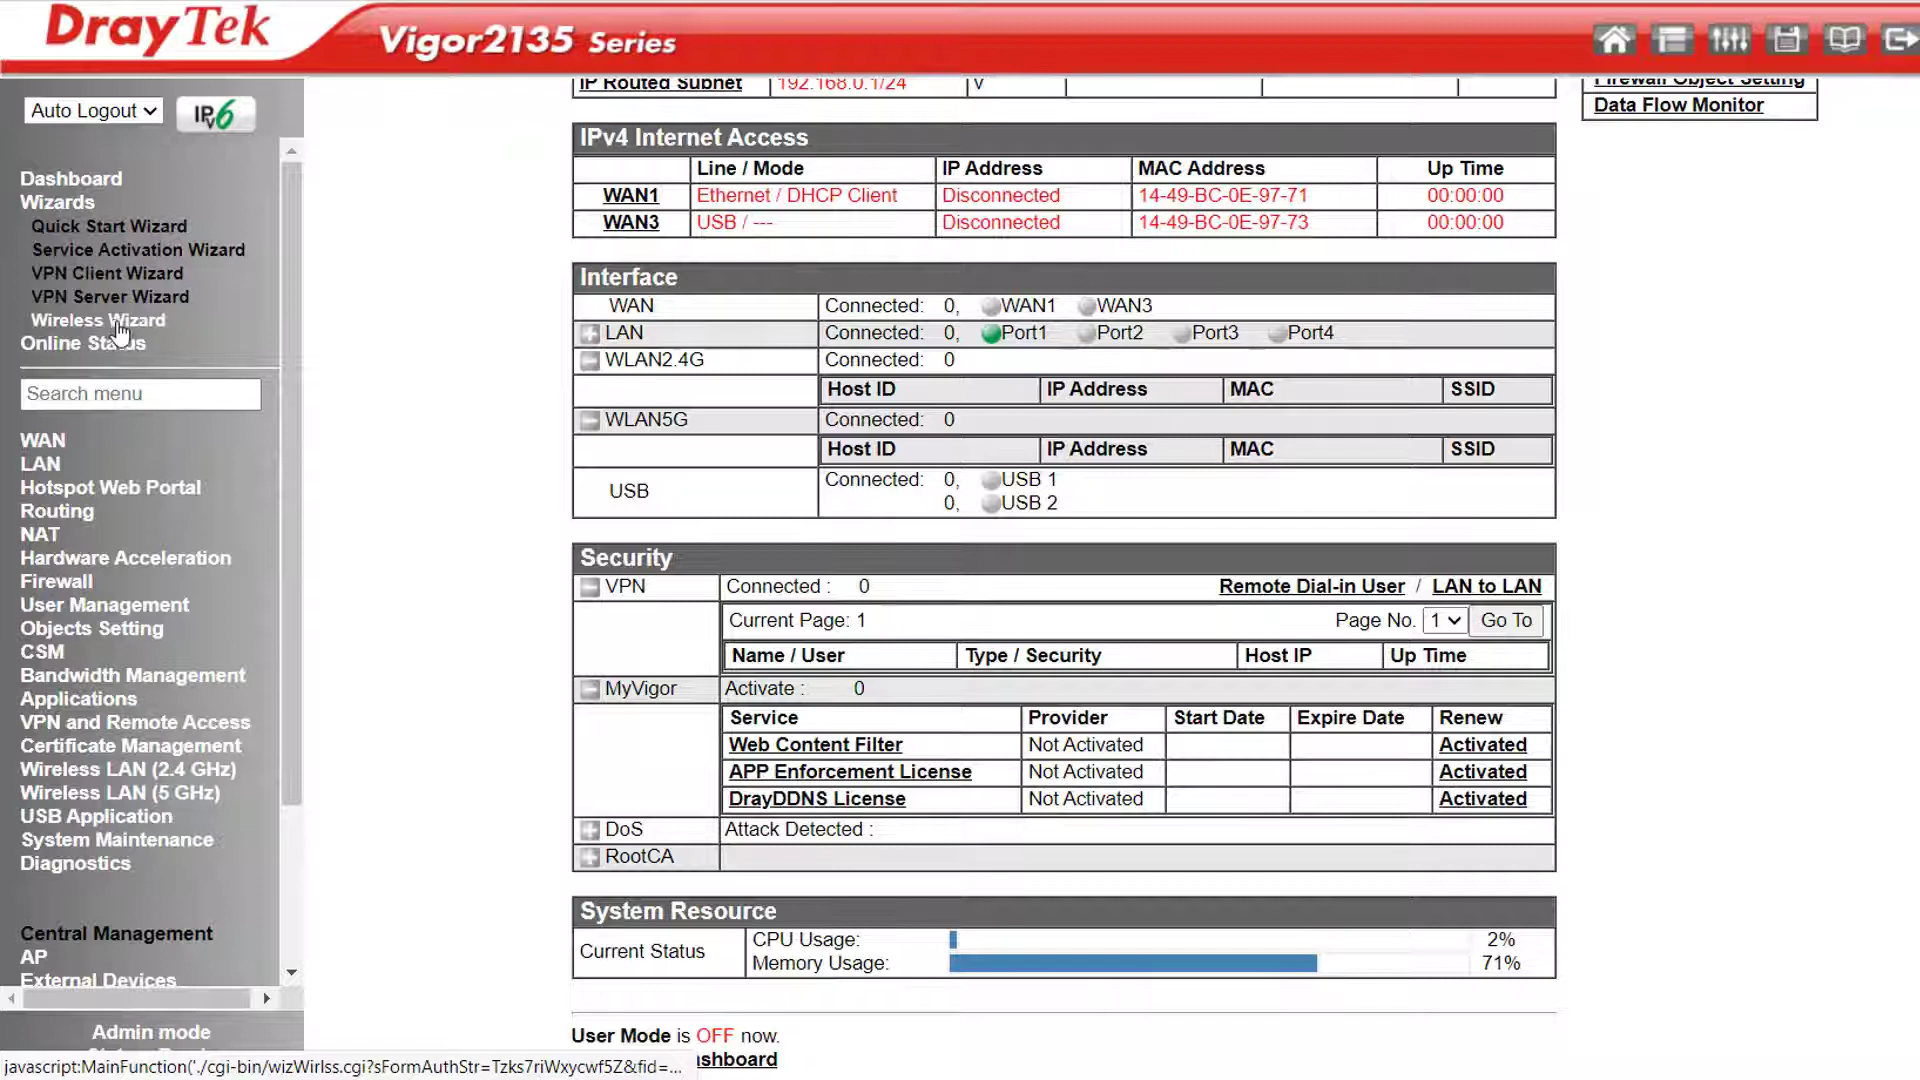 DrayTek
Vigor2135 Series
Auto Logout
IPv6
Dashboard
Wizards
Quick Start Wizard
Service Activation Wizard
VPN Client Wizard
VPN Server Wizard
Wireless Wizard
Online Status
Search menu
WAN
LAN
Hotspot Web Portal
Routing
NAT
Hardware Acceleration
Firewall
User Management
Objects Setting
CSM
Bandwidth Management
Applications
VPN and Remote Access
Certificate Management
Wireless LAN (2.4 GHz)
Wireless LAN (5 GHz)
USB Application
System Maintenance
Diagnostics
Central Management
AP
External Devices
Admin mode
javascript:MainFunction('./cgi-bin/wizWirlss.cgi?sFormAuthStr=Tzks7riWxycwf5Z&fid=...
IP Routed Subnet 192.168.0.1/24 V
IPv4 Internet Access
Line / Mode IP Address MAC Address Up Time
WAN1 Ethernet / DHCP Client Disconnected 14-49-BC-0E-97-71 00:00:00
WAN3 USB / --- Disconnected 14-49-BC-0E-97-73 00:00:00
Interface
WAN Connected: 0, WAN1 WAN3
LAN Connected: 0, Port1 Port2 Port3 Port4
WLAN2.4G Connected: 0
Host ID IP Address MAC SSID
WLAN5G Connected: 0
Host ID IP Address MAC SSID
USB Connected: 0, USB 1
0, USB 2
Security
VPN Connected : 0 Remote Dial-in User / LAN to LAN
Current Page: 1 Page No. 1 Go To
Name / User Type / Security Host IP Up Time
MyVigor Activate : 0
Service Provider Start Date Expire Date Renew
Web Content Filter Not Activated Activated
APP Enforcement License Not Activated Activated
DrayDDNS License Not Activated Activated
DoS Attack Detected :
RootCA
System Resource
Current Status CPU Usage: 2%
Memory Usage: 71%
User Mode is OFF now.
shboard
Firewall Object Setting
Data Flow Monitor